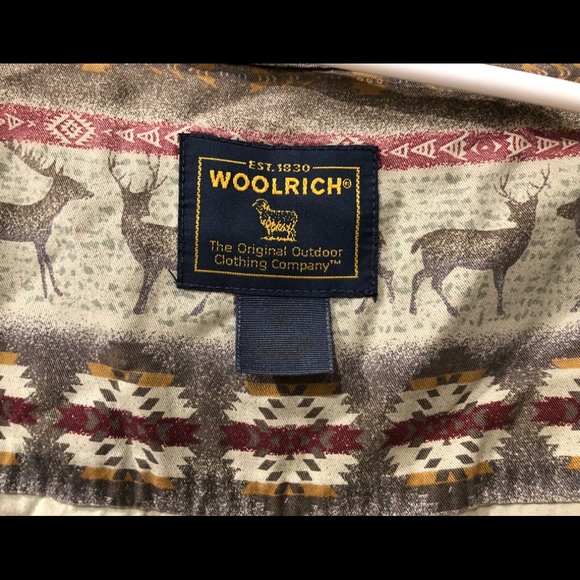 EST. 1830
WOOLRICH®
The Original Outdoor
Clothing Company™